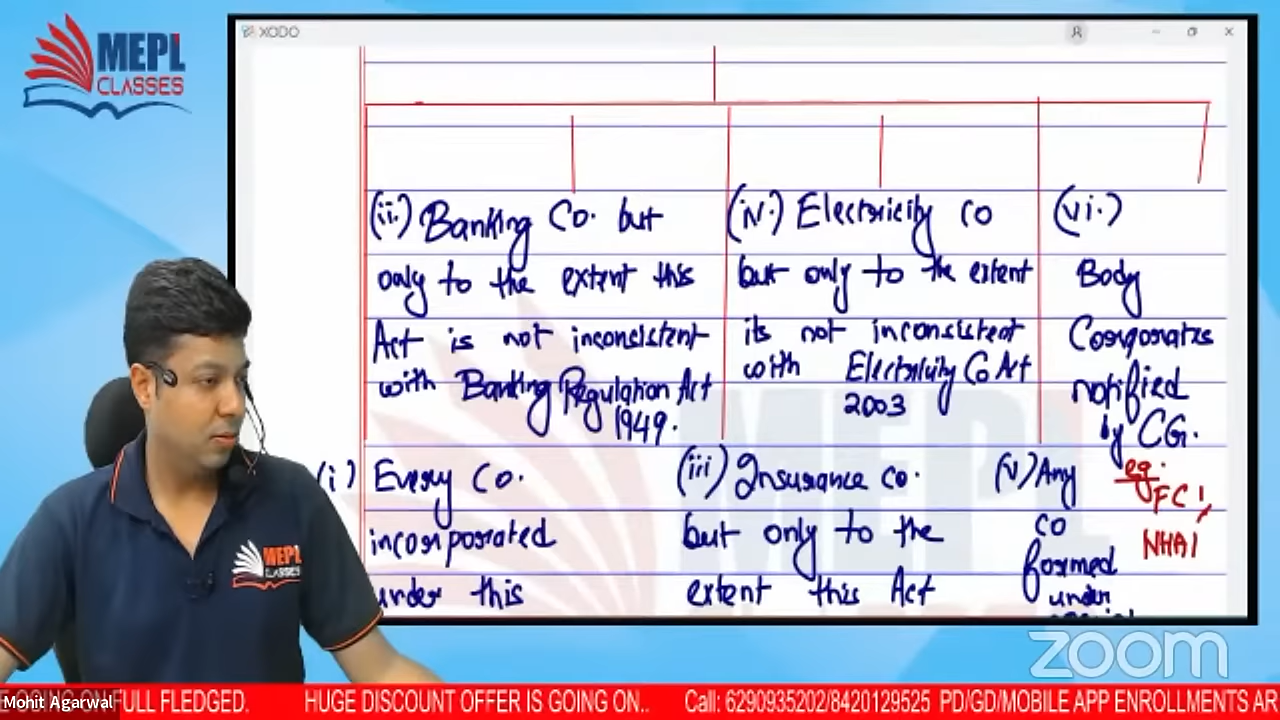 MEPL
CLASSES
XODO
(ii.) Banking Co. but
only to the extent this
Act is not inconsistent
with Banking Regulation Act
1949.
(iv.) Electricity co
but only to the extent
its not inconsistent
with Electricity Co Act
2003
(vi.)
Body
Corporates
notified
by CG.
eg.
FCI,
NHAI
(i) Every Co.
incorporated
under this
(iii) Insurance co.
but only to the
extent this Act
(v) Any
co
formed
under
MEPL
MEPL
CLASSES
zoom
E GOING ON FULL FLEDGED. HUGE DISCOUNT OFFER IS GOING ON.. Call: 6290935202/8420129525 PD/GD/MOBILE APP ENROLLMENTS AR
Mohit Agarwal